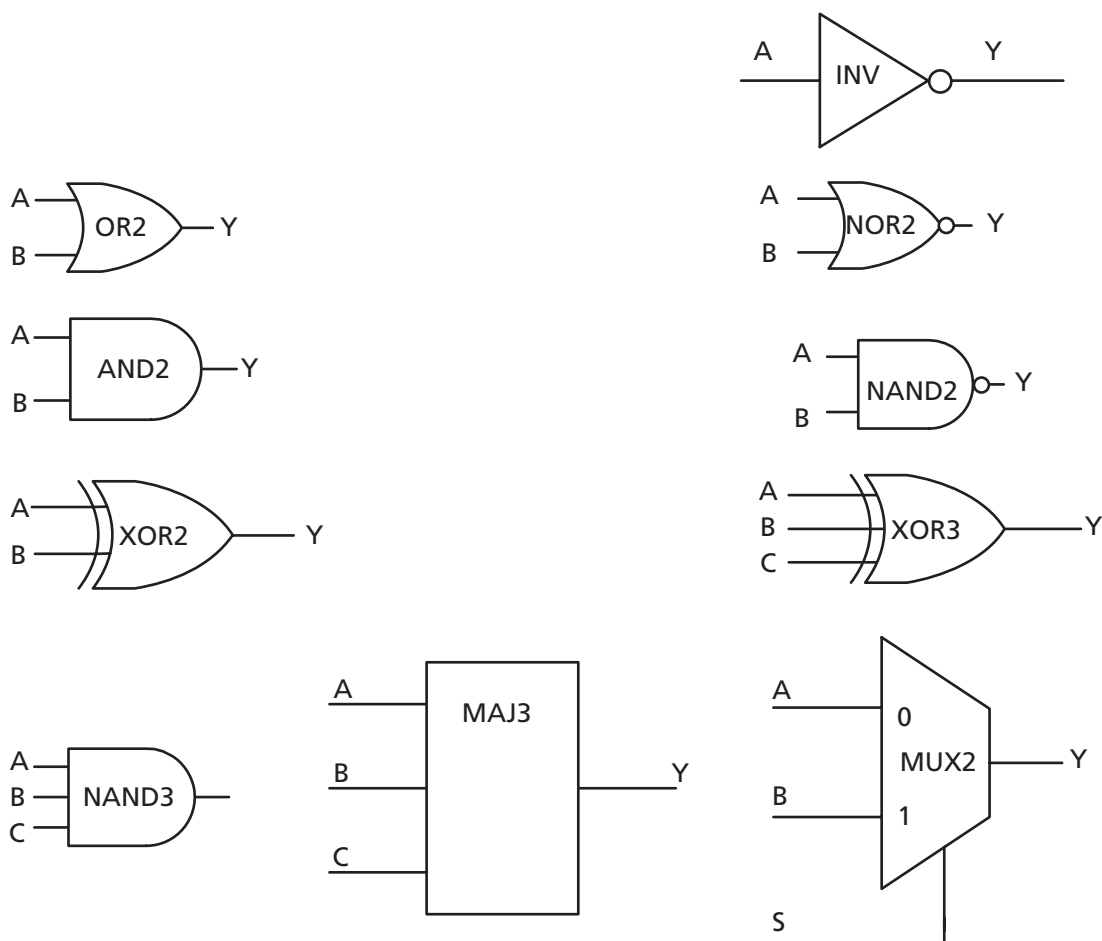 A INV Y
A OR2 Y
B
A NOR2 Y
B
A AND2 Y
B
A NAND2 Y
B
A XOR2 Y
B
A XOR3 Y
B
C
A
B NAND3
C
A MAJ3
B Y
C
A 0
MUX2 Y
B 1
S